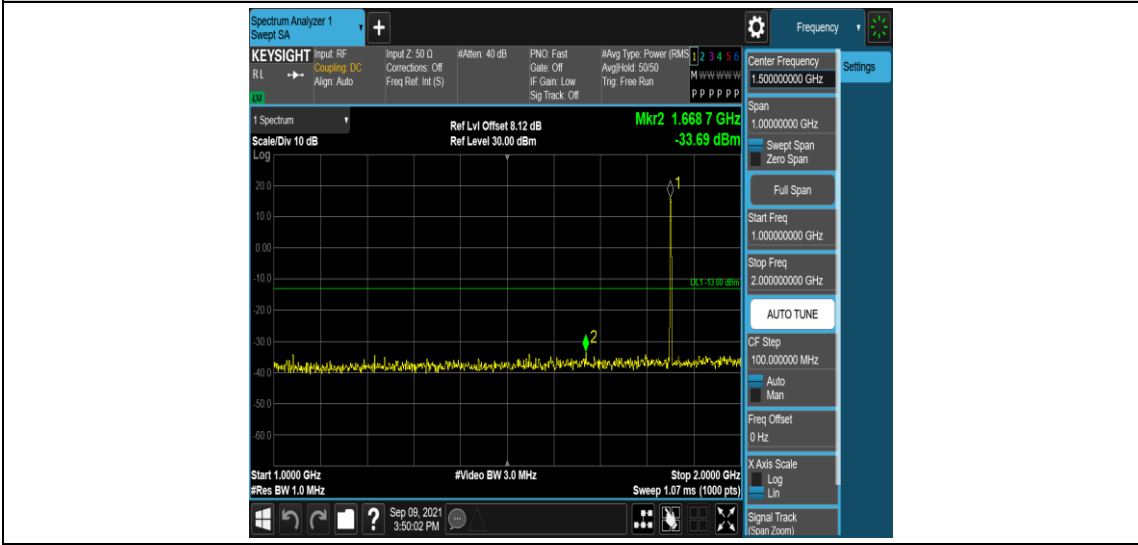 Spectrum Analyzer 1
Swept SA
+
Frequency
KEYSIGHT
RL
LM
Input: RF
Coupling: DC
Align: Auto
Input Z: 50 Ω
Corrections: Off
Freq Ref: Int (S)
#Atten: 40 dB
PNO: Fast
Gate: Off
IF Gain: Low
Sig Track: Off
#Avg Type: Power (RMS
Avg|Hold: 50/50
Trig: Free Run
1 2 3 4 5 6
M W W W W W
P P P P P P
1 Spectrum
Scale/Div 10 dB
Log
Ref Lvl Offset 8.12 dB
Ref Level 30.00 dBm
Mkr2 1.668 7 GHz
-33.69 dBm
20.0
10.0
0.00
-10.0
-20.0
-30.0
-40.0
-50.0
-60.0
1
DL1 -13.00 dBm
2
Start 1.0000 GHz
#Res BW 1.0 MHz
#Video BW 3.0 MHz
Stop 2.0000 GHz
Sweep 1.07 ms (1000 pts)
Center Frequency
1.500000000 GHz
Settings
Span
1.00000000 GHz
Swept Span
Zero Span
Full Span
Start Freq
1.000000000 GHz
Stop Freq
2.000000000 GHz
AUTO TUNE
CF Step
100.000000 MHz
Auto
Man
Freq Offset
0 Hz
X Axis Scale
Log
Lin
Signal Track
(Span Zoom)
?
Sep 09, 2021
3:50:02 PM